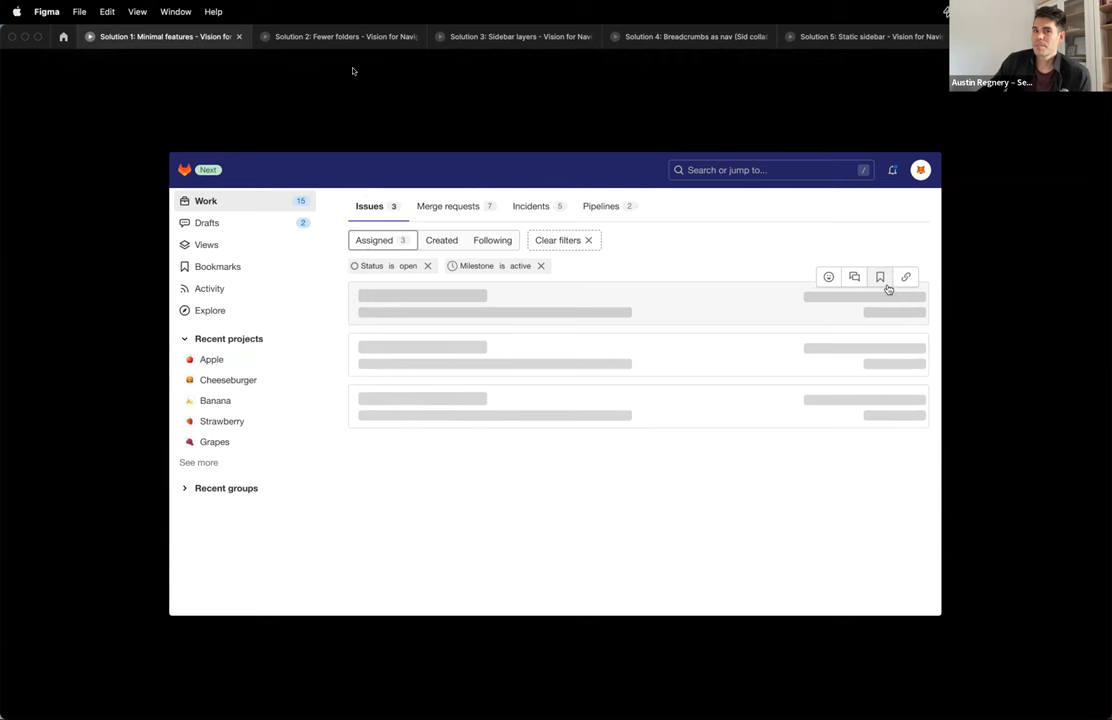 Figma File Edit View Window Help
Solution 1: Minimal features - Vision for
Solution 2: Fewer folders - Vision for Navig
Solution 3: Sidebar layers - Vision for Navi
Solution 4: Breadcrumbs as nav (Sid collab
Solution 5: Static sidebar - Vision for Navi
Austin Regnery – Se...
Next
Search or jump to... /
Work 15
Drafts 2
Views
Bookmarks
Activity
Explore
Recent projects
Apple
Cheeseburger
Banana
Strawberry
Grapes
See more
Recent groups
Issues 3 Merge requests 7 Incidents 5 Pipelines 2
Assigned 3 Created Following Clear filters
Status is open Milestone is active